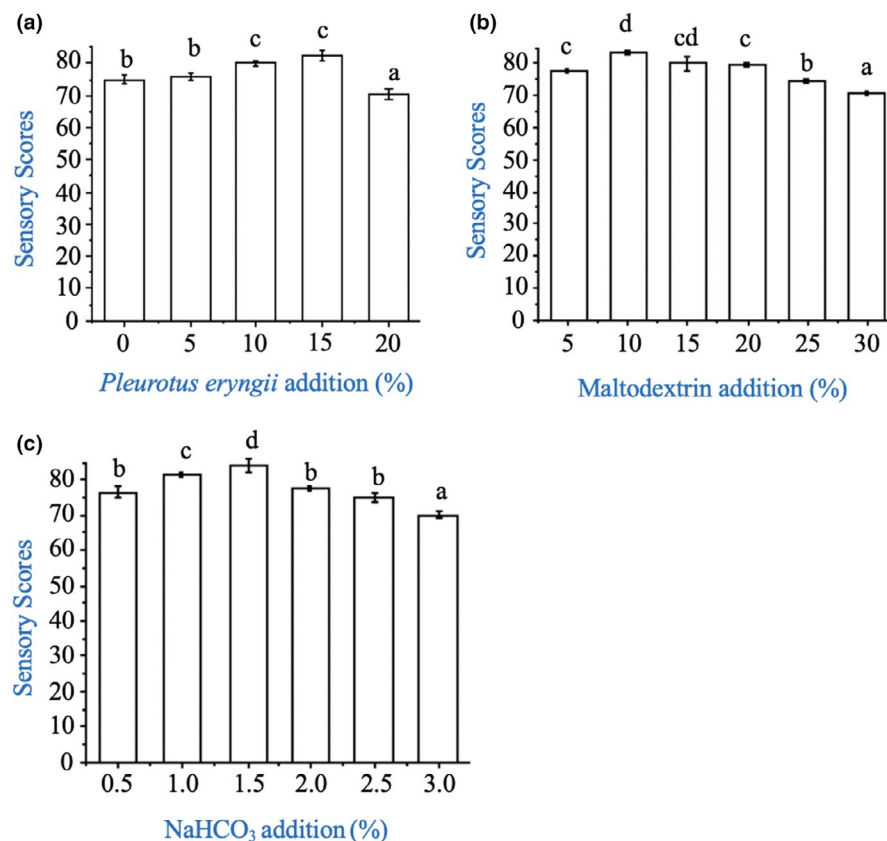 (a)
b b c c a
80
70
60
50
40
30
20
10
0
Sensory Scores
0 5 10 15 20
Pleurotus eryngii addition (%)
(b)
c d cd c b a
80
70
60
50
40
30
20
10
0
Sensory Scores
5 10 15 20 25 30
Maltodextrin addition (%)
(c)
b c d b b a
80
70
60
50
40
30
20
10
0
Sensory Scores
0.5 1.0 1.5 2.0 2.5 3.0
NaHCO₃ addition (%)